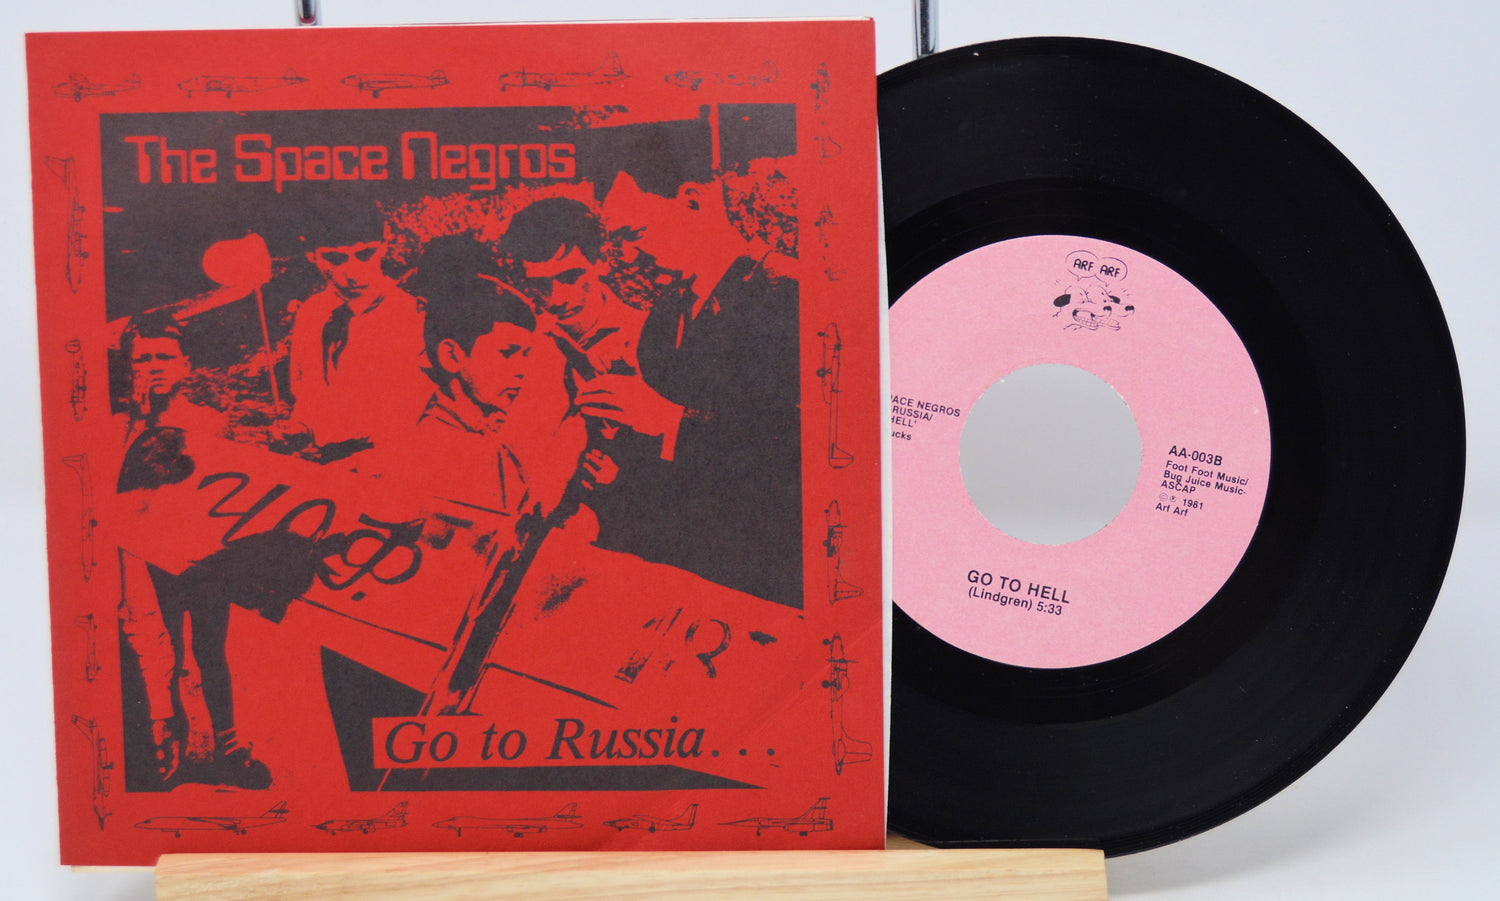 The Space Negros
Go to Russia...
ARF ARF
ACE NEGROS
RUSSIA/
HELL'
ucks
AA-003B
Foot Foot Music/
Bug Juice Music-
ASCAP
© ℗ 1981
Arf Arf
GO TO HELL
(Lindgren) 5:33